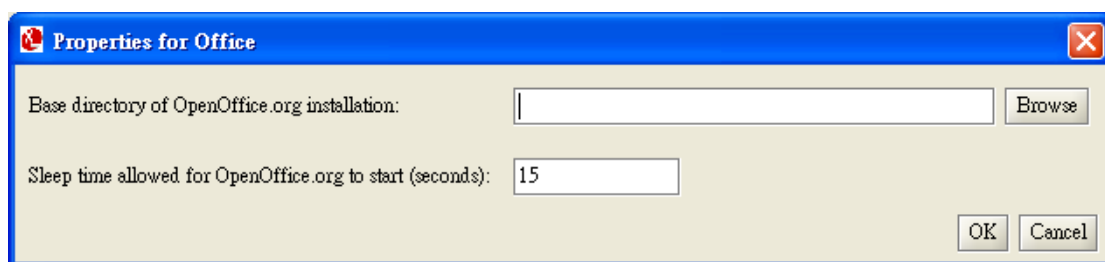 Properties for Office
Base directory of OpenOffice.org installation:
Browse
Sleep time allowed for OpenOffice.org to start (seconds):
15
OK
Cancel